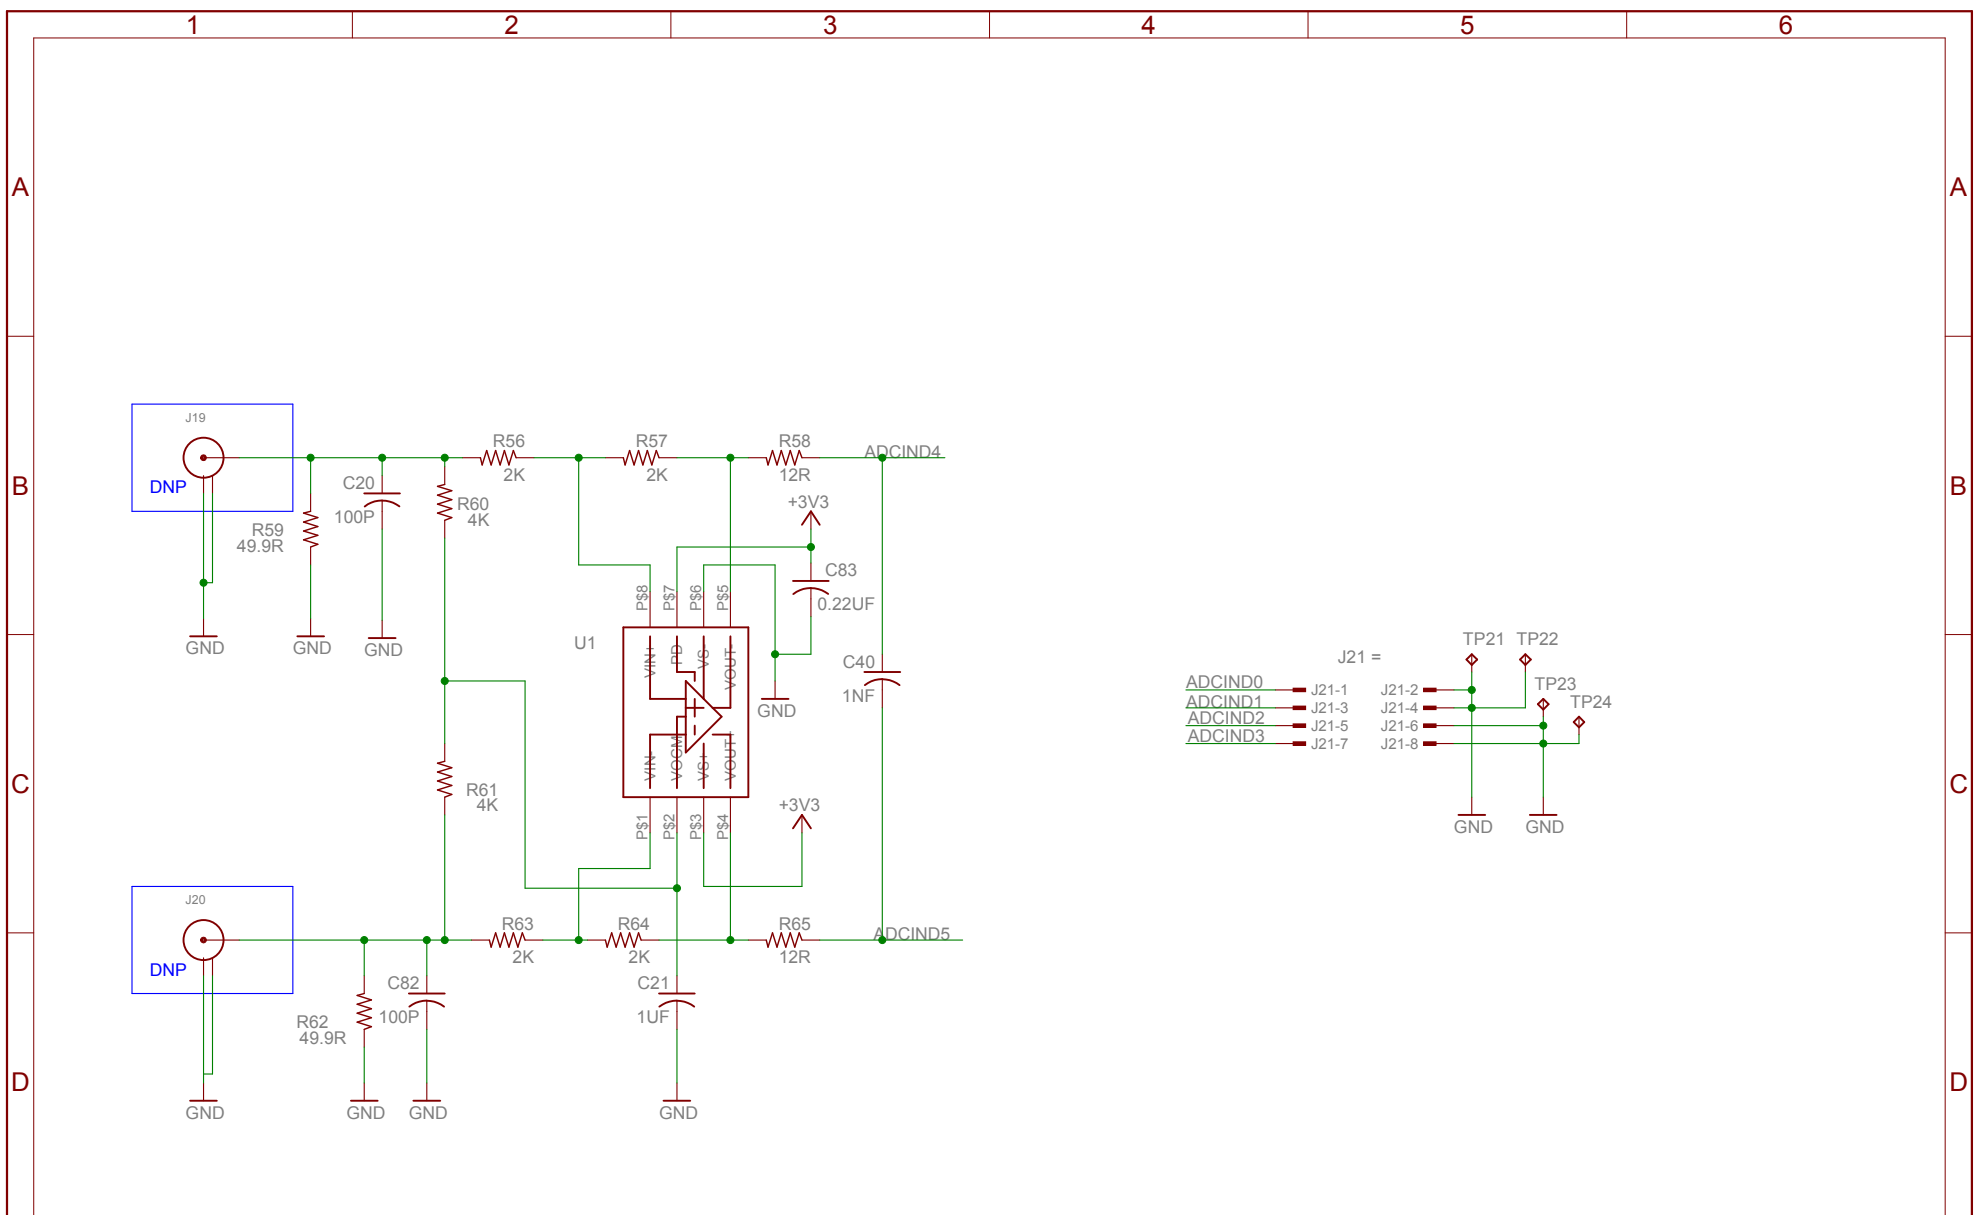 1 2 3 4 5 6
A A
J19
DNP
R56
2K
R57
2K
R58
12R
ADCIND4
B B
C20
100P
R60
4K
+3V3
R59
49.9R
C83
0.22UF
P$8 P$7 P$6 P$5
GND GND GND
U1
VIN+ PD VS- VOUT-
C40
1NF
GND
VIN- VOCM VS+ VOUT+
P$1 P$2 P$3 P$4
TP21 TP22
J21 =
TP23
TP24
ADCIND0 J21-1 J21-2
ADCIND1 J21-3 J21-4
ADCIND2 J21-5 J21-6
ADCIND3 J21-7 J21-8
GND GND
C C
R61
4K
+3V3
J20
DNP
R63
2K
R64
2K
R65
12R
ADCIND5
C82
100P
R62
49.9R
C21
1UF
D D
GND GND GND GND